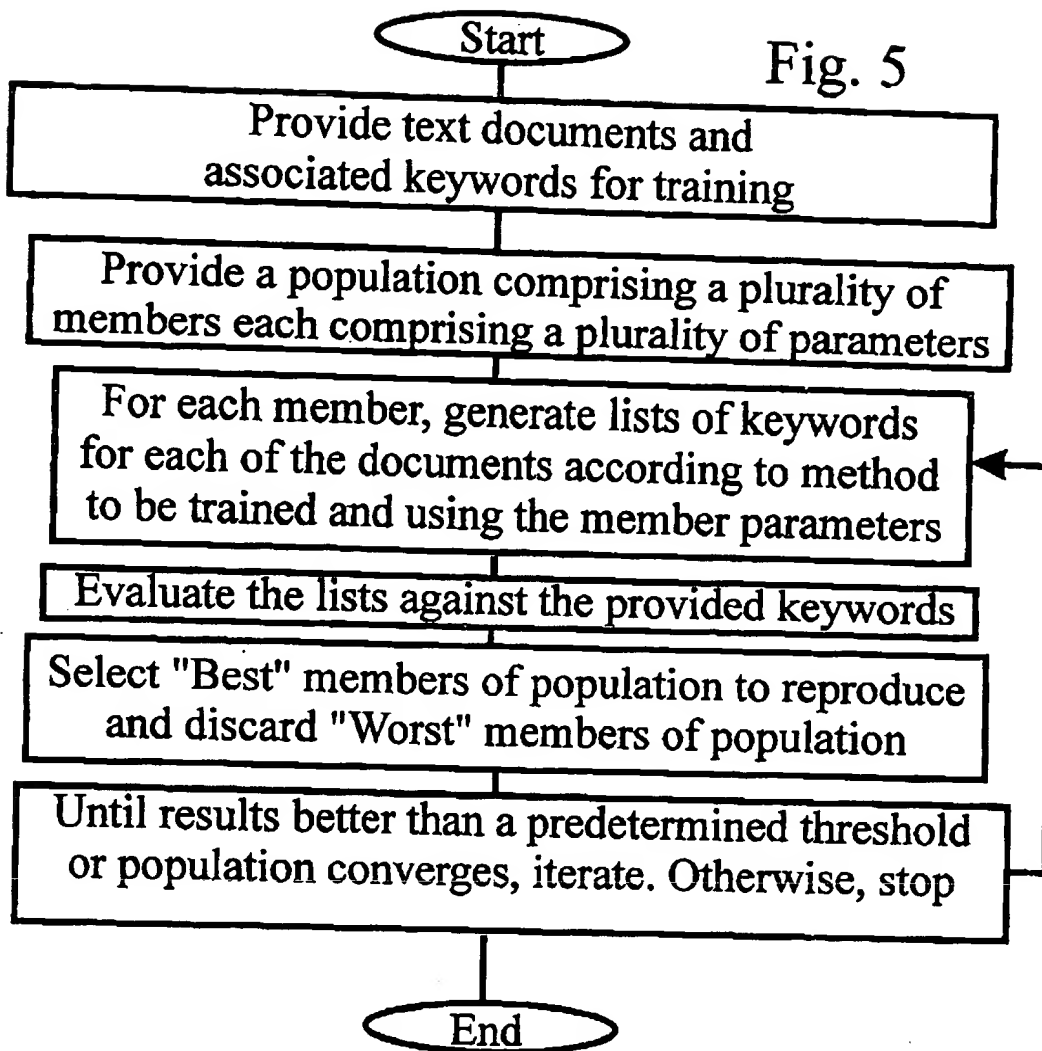 Start
Fig. 5
Provide text documents and
associated keywords for training
Provide a population comprising a plurality of
members each comprising a plurality of parameters
For each member, generate lists of keywords
for each of the documents according to method
to be trained and using the member parameters
Evaluate the lists against the provided keywords
Select "Best" members of population to reproduce
and discard "Worst" members of population
Until results better than a predetermined threshold
or population converges, iterate. Otherwise, stop
End